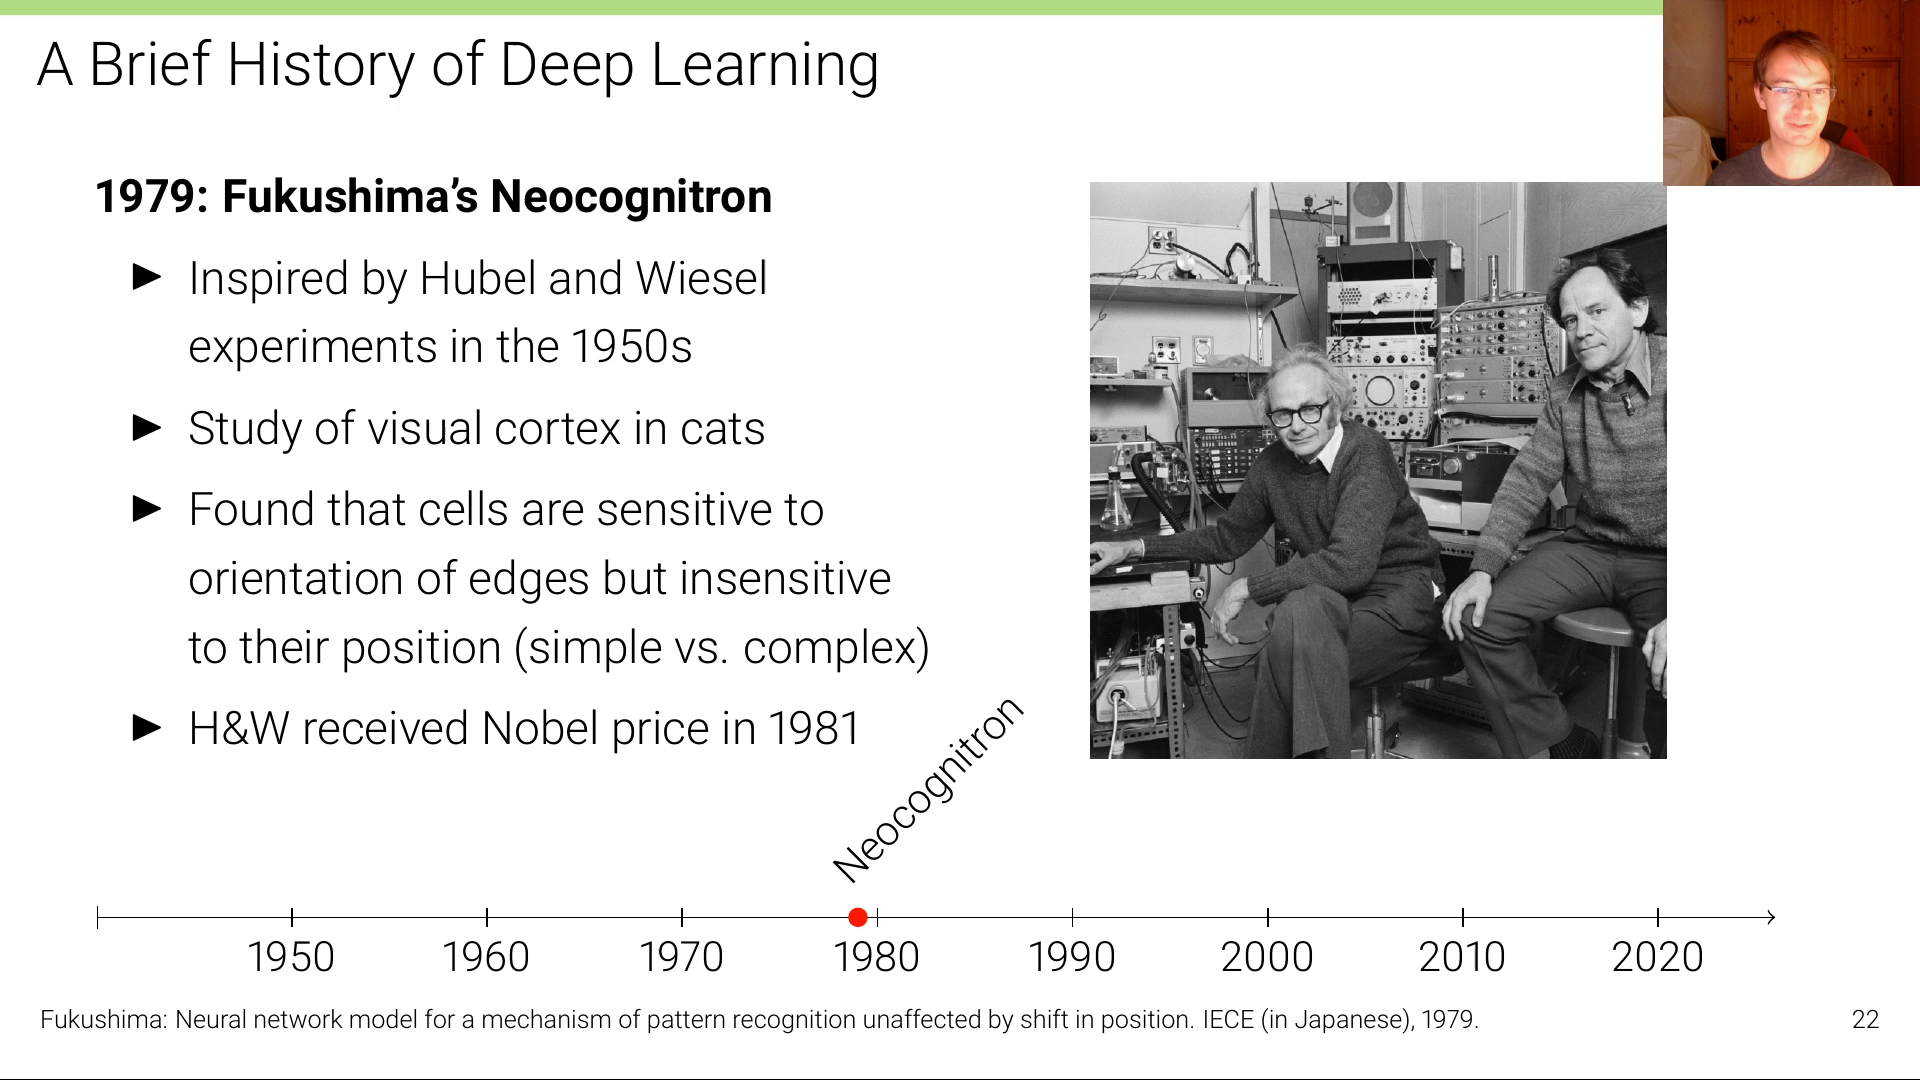 A Brief History of Deep Learning
1979: Fukushima’s Neocognitron
► Inspired by Hubel and Wiesel
experiments in the 1950s
► Study of visual cortex in cats
► Found that cells are sensitive to
orientation of edges but insensitive
to their position (simple vs. complex)
► H&W received Nobel price in 1981
Neocognitron
1950 1960 1970 1980 1990 2000 2010 2020
Fukushima: Neural network model for a mechanism of pattern recognition unaffected by shift in position. IECE (in Japanese), 1979.
22